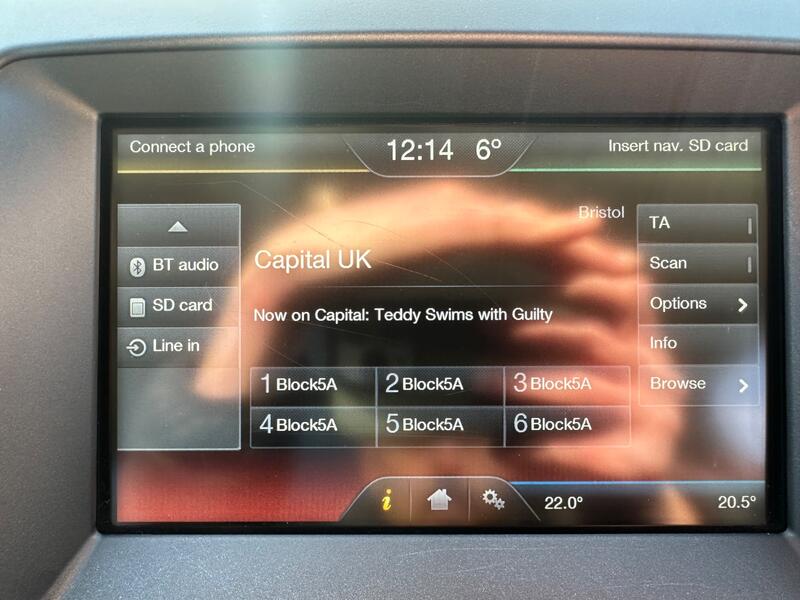 Connect a phone
12:14 6°
Insert nav. SD card
Bristol
BT audio
SD card
Line in
Capital UK
Now on Capital: Teddy Swims with Guilty
TA
Scan
Options
Info
Browse
1 Block5A
2 Block5A
3 Block5A
4 Block5A
5 Block5A
6 Block5A
i
22.0°
20.5°